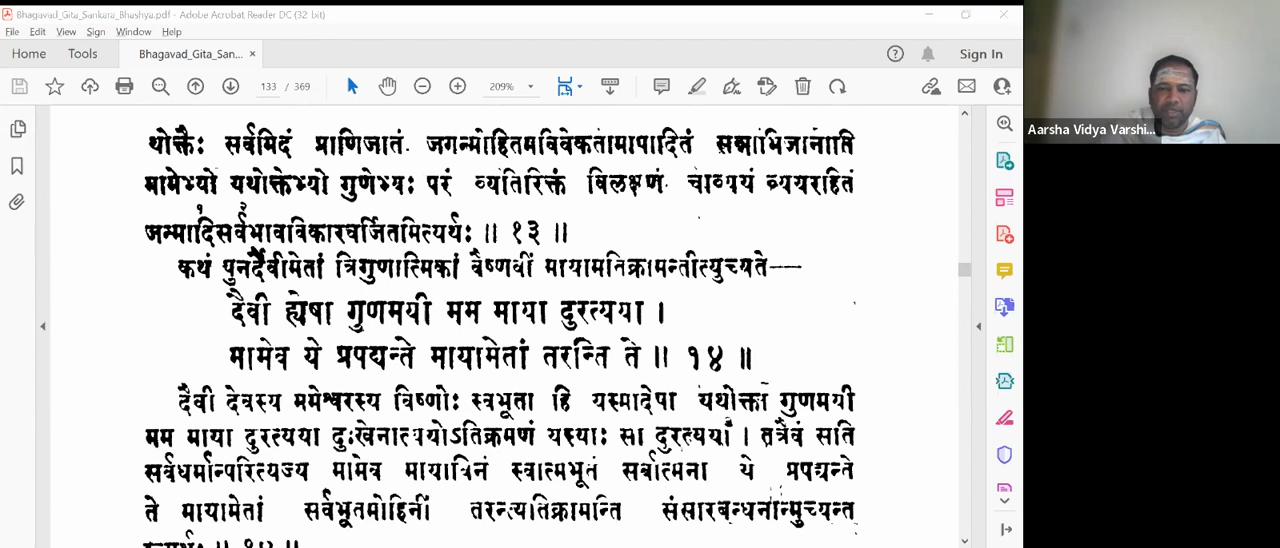 Bhagavad_Gita_Sankara_Bhashya.pdf - Adobe Acrobat Reader DC (32-bit)
File Edit View Sign Window Help
Home Tools Bhagavad_Gita_San... × Sign In
133 / 369 209%
Aarsha Vidya Varshi...
थोक्तैः सर्वमिदं प्राणिजातं जगन्मोहितमविवेकतामापादितं सन्नाभिजानाति
मामेभ्यो यथोक्तेभ्यो गुणेभ्यः परं व्यतिरिक्तं विलक्षणं चाव्ययं व्ययरहितं
जन्मादिसर्वभावविकारवर्जितमित्यर्थः ॥ १३ ॥
कथं पुनर्दैवीमेतां त्रिगुणात्मिकां वैष्णवीं मायामतिक्रामन्तीत्युच्यते—
दैवी ह्येषा गुणमयी मम माया दुरत्यया ।
मामेव ये प्रपद्यन्ते मायामेतां तरन्ति ते ॥ १४ ॥
दैवी देवस्य ममेश्वरस्य विष्णोः स्वभूता हि यस्मादेषा यथोक्ता गुणमयी
मम माया दुरत्यया दुःखेनात्ययोऽतिक्रमणं यस्याः सा दुरत्यया । तत्रैवं सति
सर्वधर्मान्परित्यज्य मामेव मायाविनं स्वात्मभूतं सर्वात्मना ये प्रपद्यन्ते
ते मायामेतां सर्वभूतमोहिनीं तरन्त्यतिक्रामन्ति संसारबन्धनान्मुच्यन्त